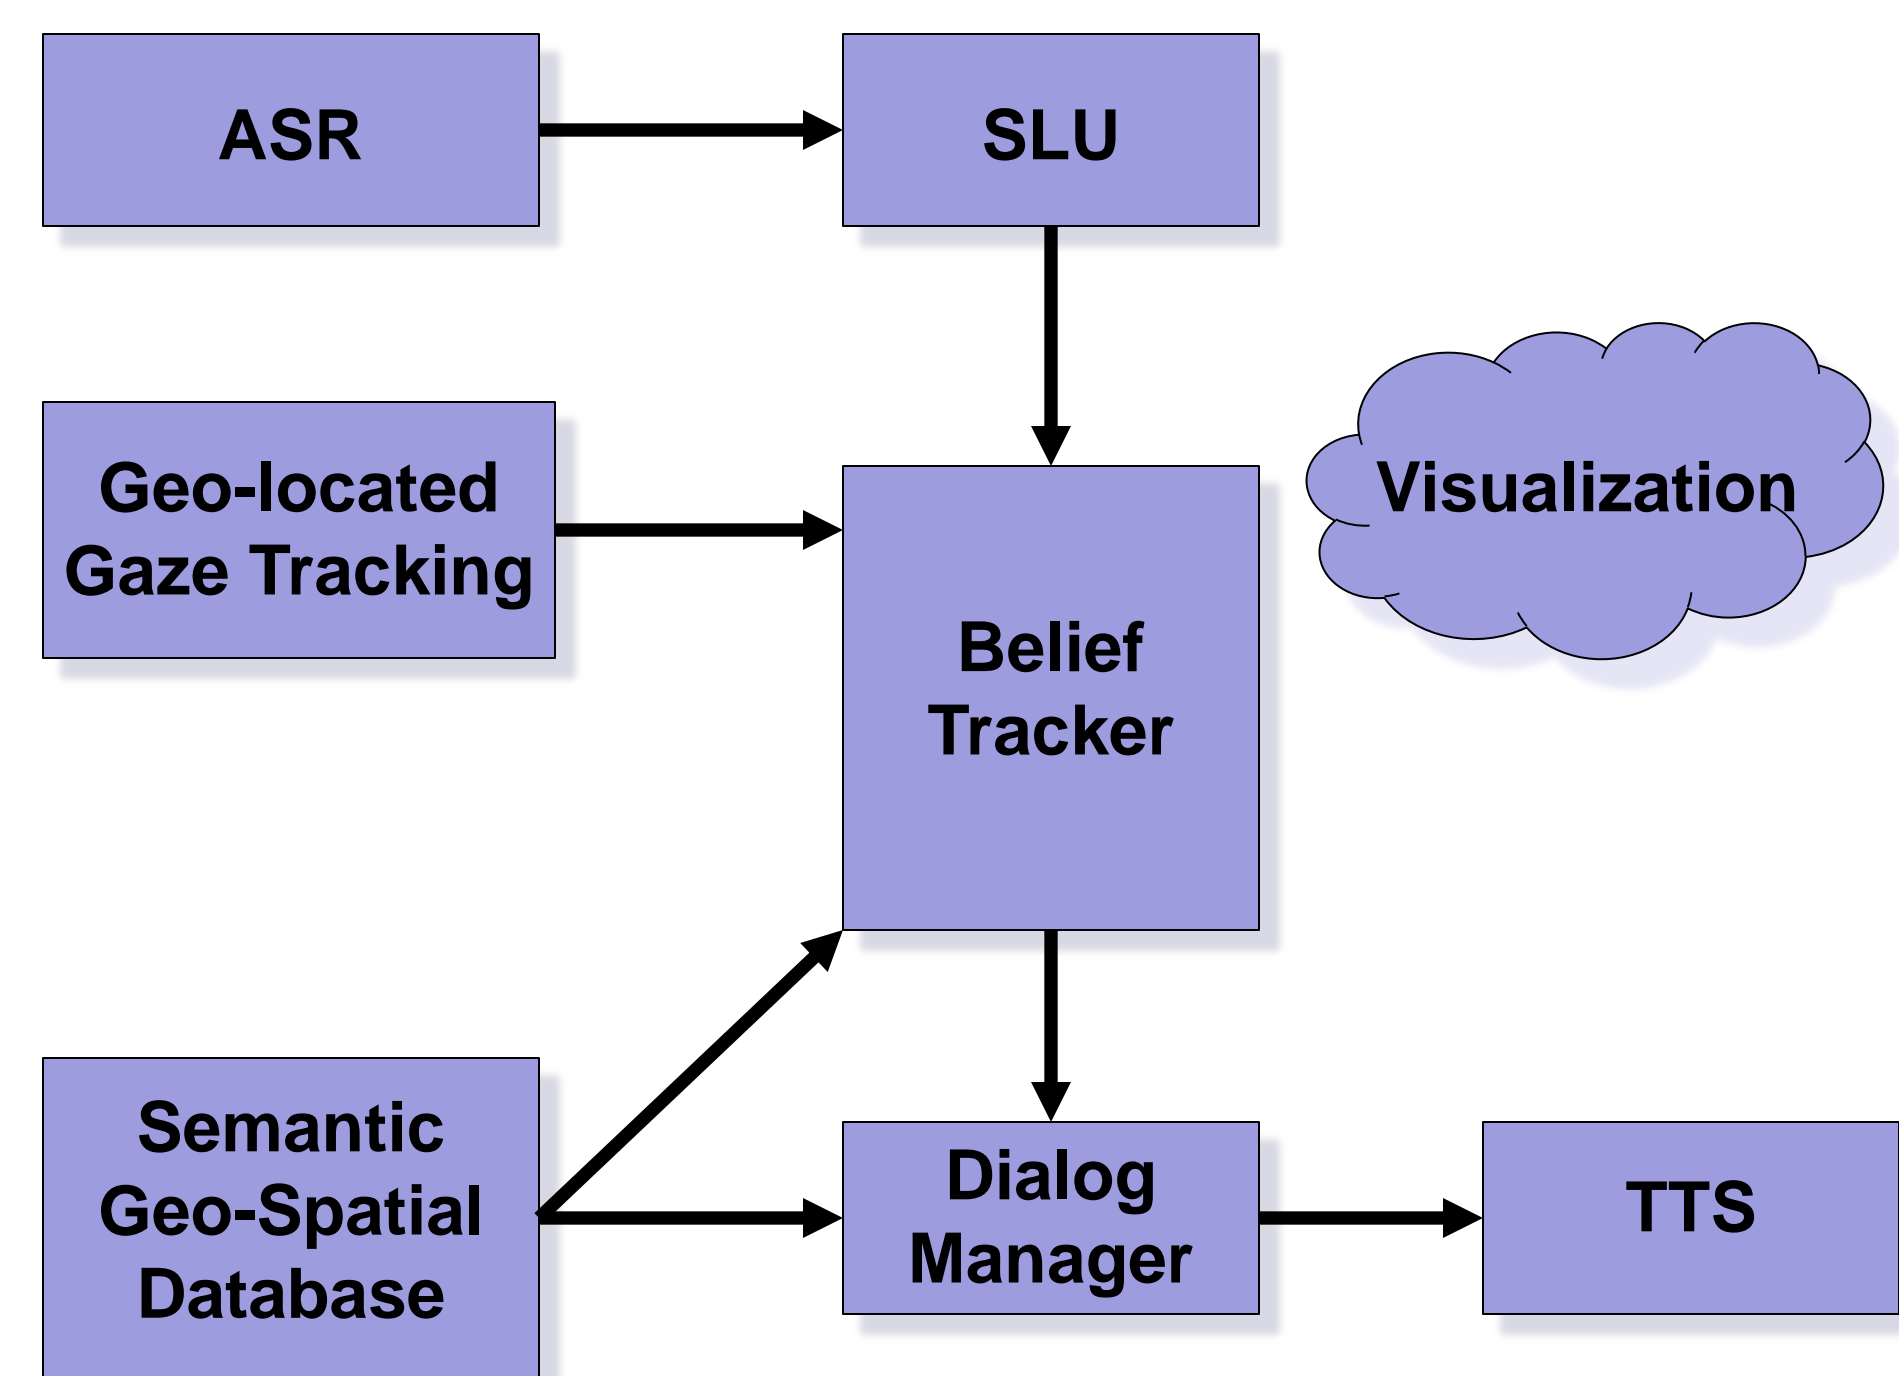 ASR
SLU
Geo-located
Gaze Tracking
Visualization
Belief
Tracker
Semantic
Geo-Spatial
Database
Dialog
Manager
TTS